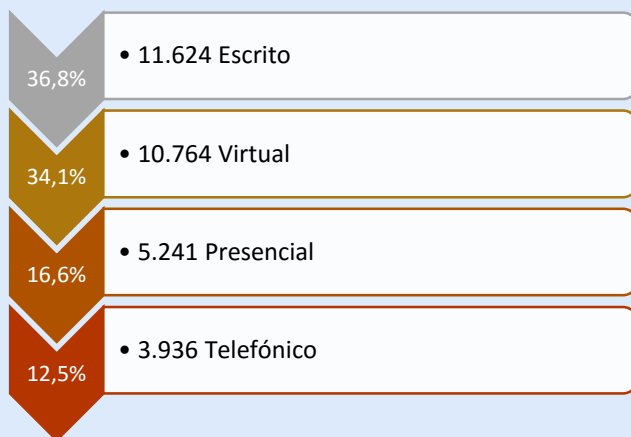 36,8%
• 11.624 Escrito
34,1%
• 10.764 Virtual
16,6%
• 5.241 Presencial
12,5%
• 3.936 Telefónico